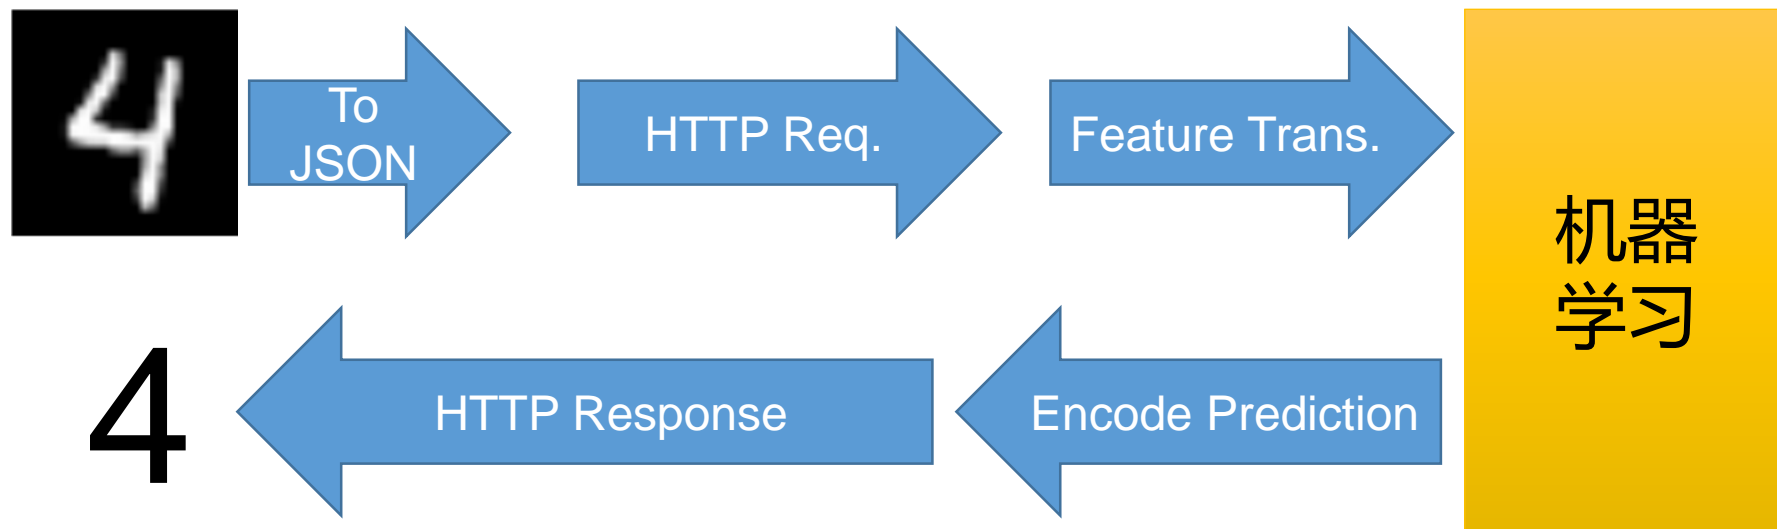 4
To
JSON
HTTP Req.
Feature Trans.
机器
学习
4
HTTP Response
Encode Prediction